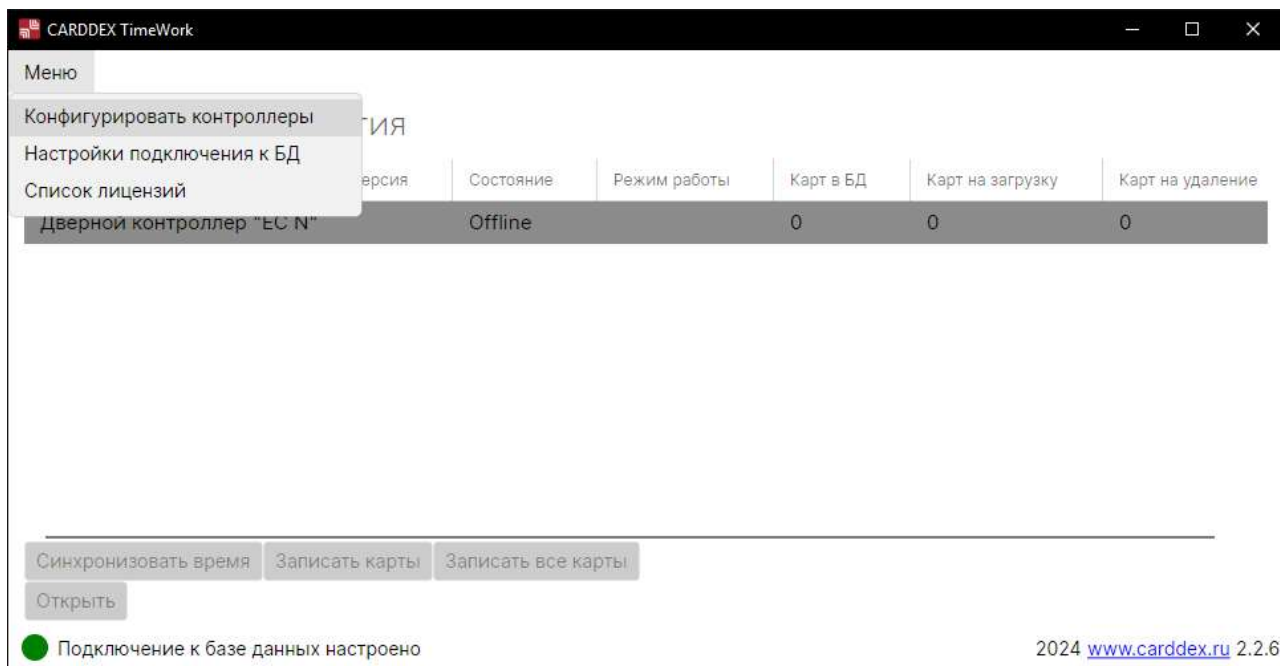 CARDDEX TimeWork
Меню
Конфигурировать контроллеры
Настройки подключения к БД
Список лицензий
Состояние Режим работы Карт в БД Карт на загрузку Карт на удаление
Дверной контроллер "EC N" Offline 0 0 0
Синхронизовать время Записать карты Записать все карты
Открыть
Подключение к базе данных настроено 2024 www.carddex.ru 2.2.6